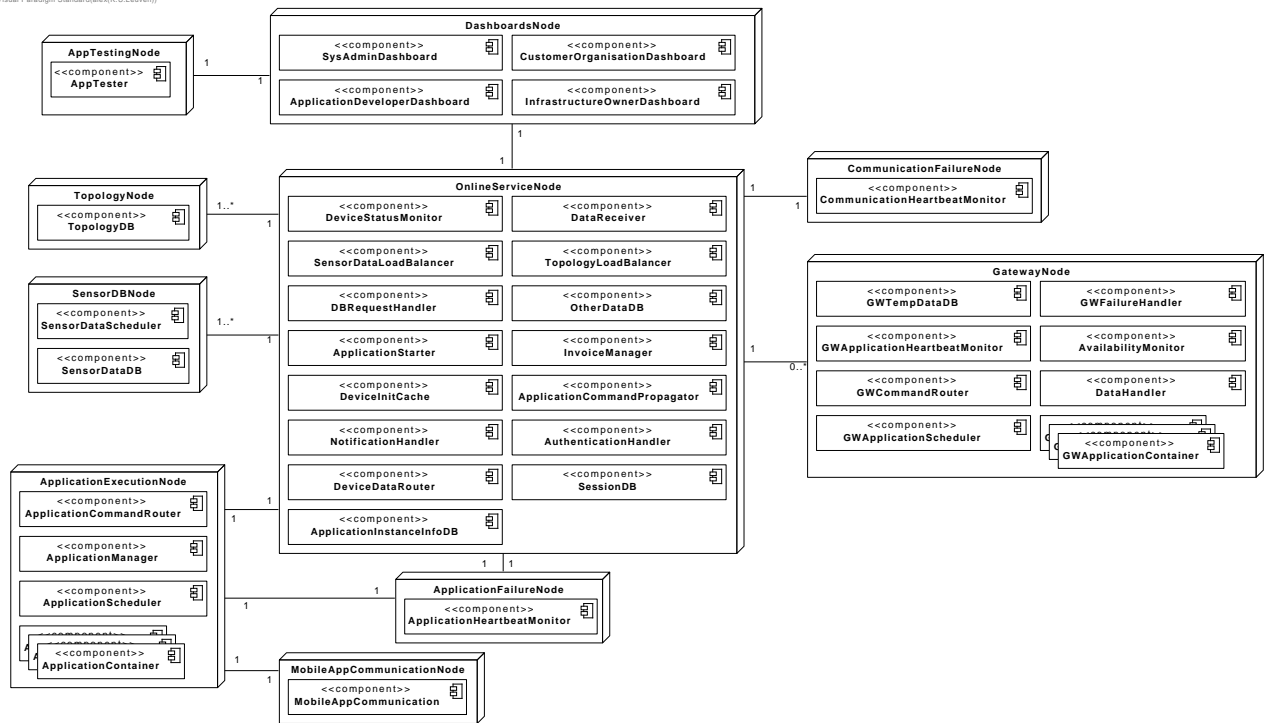 DashboardsNode
<<component>>
SysAdminDashboard
<<component>>
CustomerOrganisationDashboard
<<component>>
ApplicationDeveloperDashboard
<<component>>
InfrastructureOwnerDashboard
AppTestingNode
<<component>>
AppTester
1
1
1
1
TopologyNode
<<component>>
TopologyDB
1..*
1
SensorDBNode
<<component>>
SensorDataScheduler
<<component>>
SensorDataDB
1..*
1
OnlineServiceNode
<<component>>
DeviceStatusMonitor
<<component>>
DataReceiver
<<component>>
SensorDataLoadBalancer
<<component>>
TopologyLoadBalancer
<<component>>
DBRequestHandler
<<component>>
OtherDataDB
<<component>>
ApplicationStarter
<<component>>
InvoiceManager
<<component>>
DeviceInitCache
<<component>>
ApplicationCommandPropagator
<<component>>
NotificationHandler
<<component>>
AuthenticationHandler
<<component>>
DeviceDataRouter
<<component>>
SessionDB
<<component>>
ApplicationInstanceInfoDB
1
1
CommunicationFailureNode
<<component>>
CommunicationHeartbeatMonitor
1
0..*
GatewayNode
<<component>>
GWTempDataDB
<<component>>
GWFailureHandler
<<component>>
GWApplicationHeartbeatMonitor
<<component>>
AvailabilityMonitor
<<component>>
GWCommandRouter
<<component>>
DataHandler
<<component>>
GWApplicationScheduler
<<component>>
GWApplicationContainer
ApplicationExecutionNode
<<component>>
ApplicationCommandRouter
<<component>>
ApplicationManager
<<component>>
ApplicationScheduler
<<component>>
ApplicationContainer
1
1
1
1
1
1
ApplicationFailureNode
<<component>>
ApplicationHeartbeatMonitor
1
1
MobileAppCommunicationNode
<<component>>
MobileAppCommunication